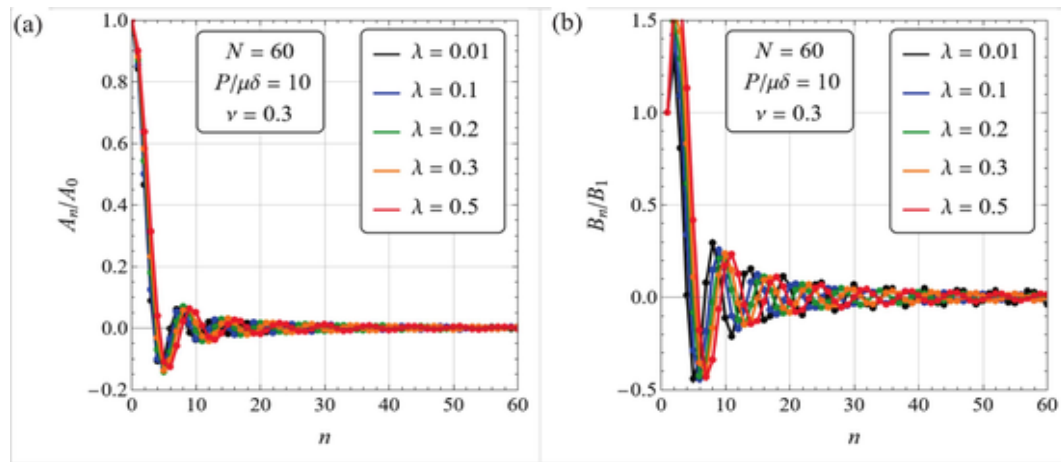 (a)
1.0
0.8
0.6
0.4
0.2
0.0
−0.2
A_n/A_0
N = 60
P/μδ = 10
ν = 0.3
λ = 0.01
λ = 0.1
λ = 0.2
λ = 0.3
λ = 0.5
0 10 20 30 40 50 60
n
(b)
1.5
1.0
0.5
0.0
−0.5
B_n/B_1
N = 60
P/μδ = 10
ν = 0.3
λ = 0.01
λ = 0.1
λ = 0.2
λ = 0.3
λ = 0.5
0 10 20 30 40 50 60
n